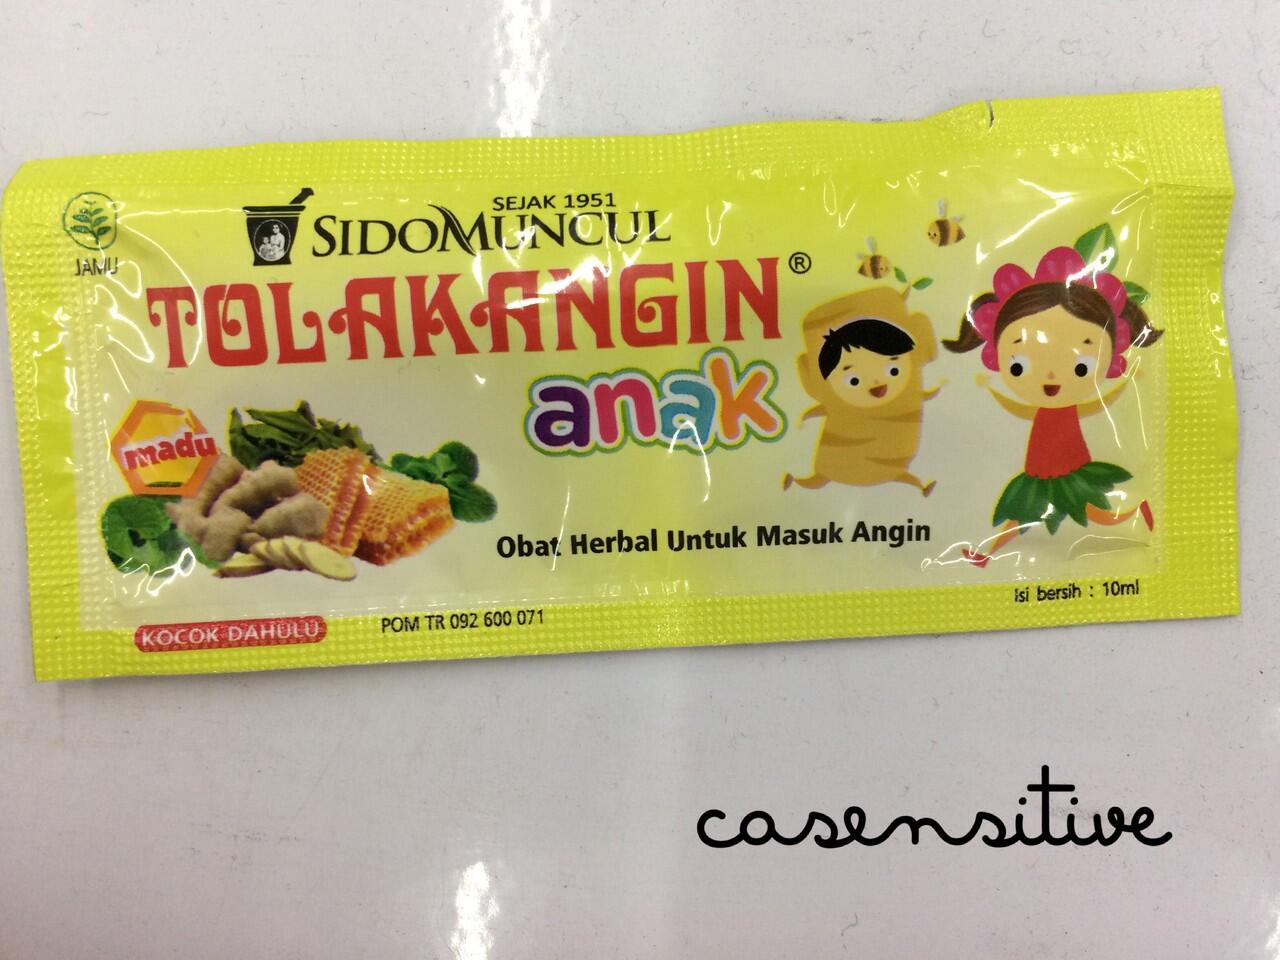 SEJAK 1951
SIDOMUNCUL
JAMU
TOLAKANGIN®
anak
madu
Obat Herbal Untuk Masuk Angin
Isi bersih : 10ml
KOCOK DAHULU
POM TR 092 600 071
casensitive